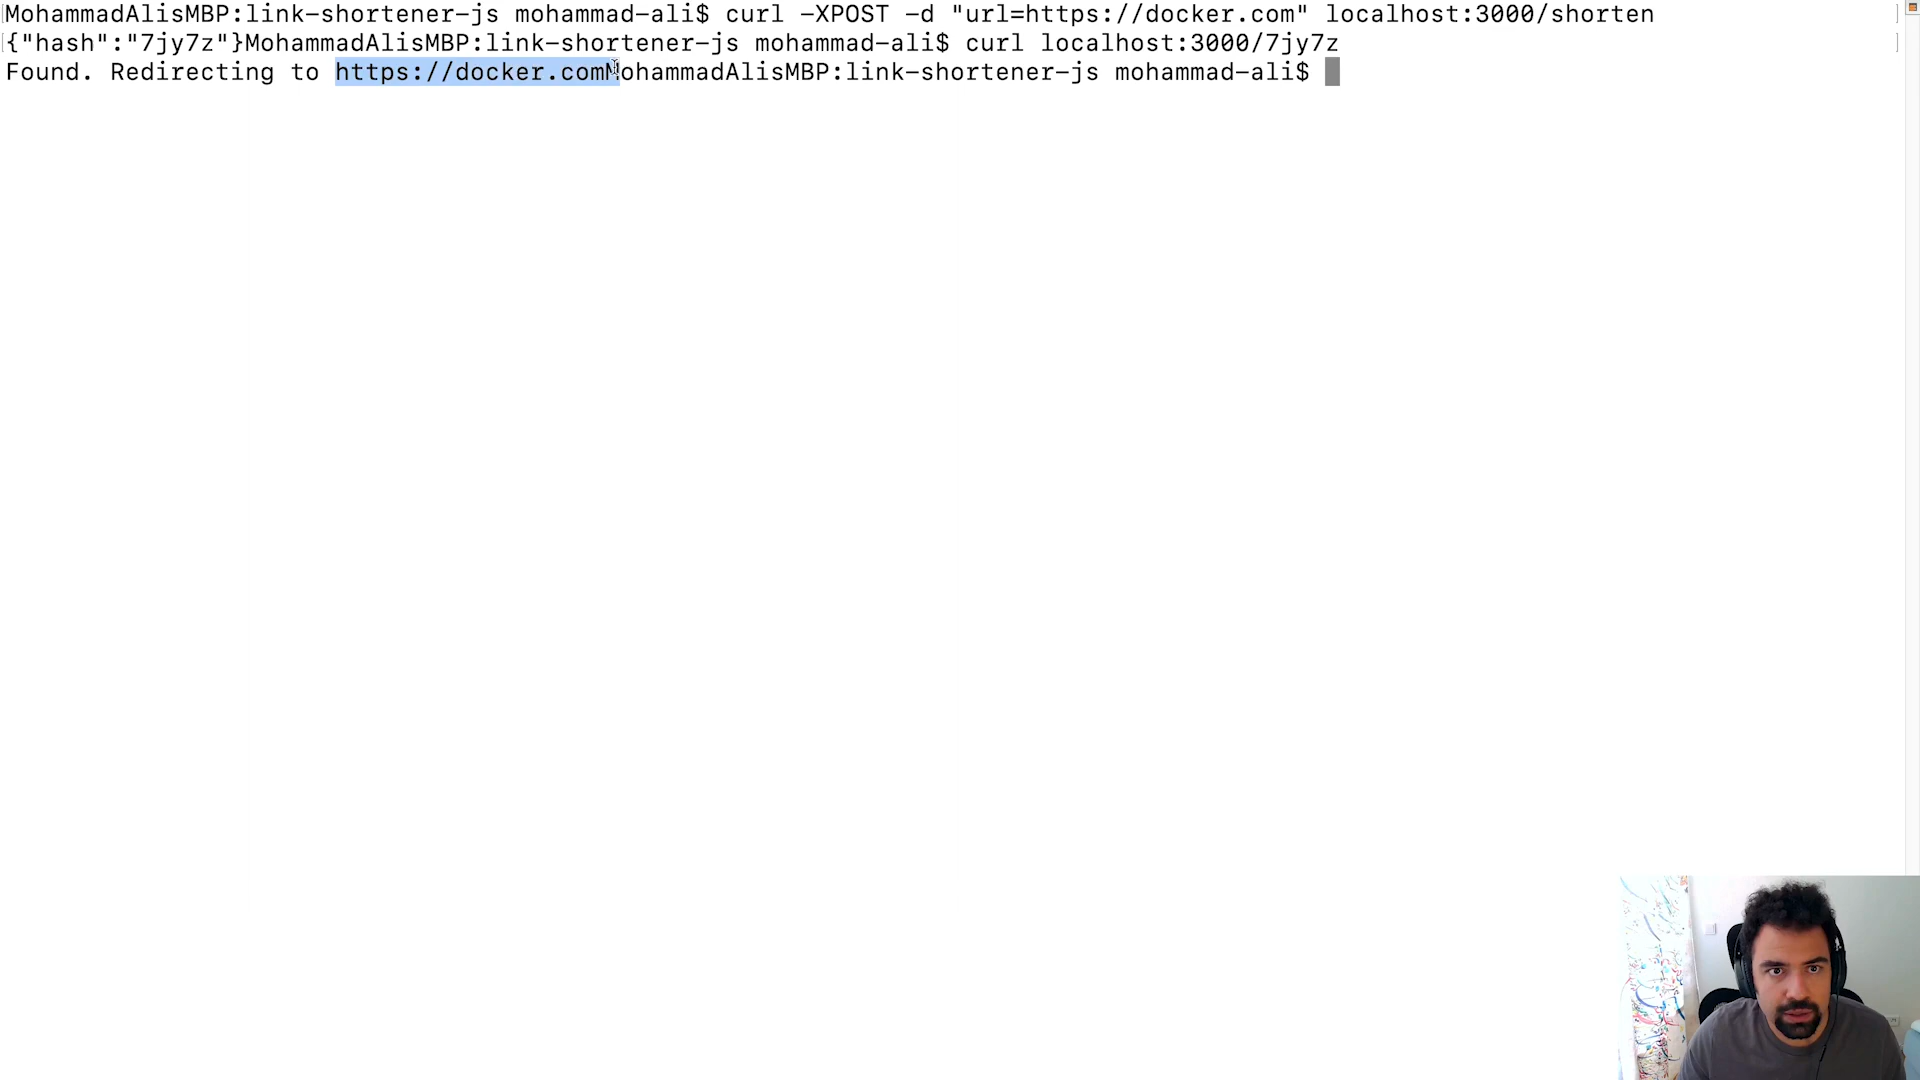 MohammadAlisMBP:link-shortener-js mohammad-ali$ curl -XPOST -d "url=https://docker.com" localhost:3000/shorten
{"hash":"7jy7z"}MohammadAlisMBP:link-shortener-js mohammad-ali$ curl localhost:3000/7jy7z
Found. Redirecting to https://docker.comMohammadAlisMBP:link-shortener-js mohammad-ali$